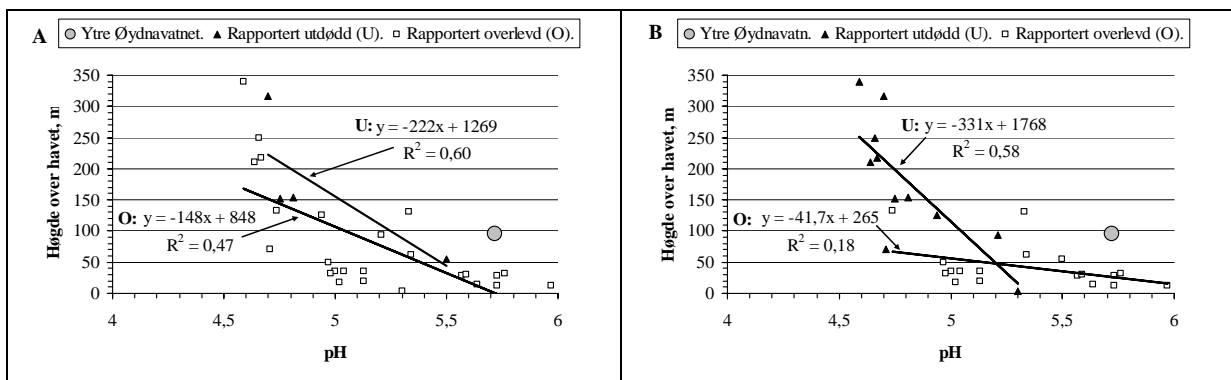 A
Ytre Øydnavatnet. Rapportert utdødd (U). Rapportert overlevd (O).
Høgde over havet, m
350
300
250
200
150
100
50
0
U: y = -222x + 1269
R² = 0,60
O: y = -148x + 848
R² = 0,47
4 4,5 5 5,5 6
pH
B
Ytre Øydnavatn. Rapportert utdødd (U). Rapportert overlevd (O).
Høgde over havet, m
350
300
250
200
150
100
50
0
U: y = -331x + 1768
R² = 0,58
O: y = -41,7x + 265
R² = 0,18
4 4,5 5 5,5 6
pH